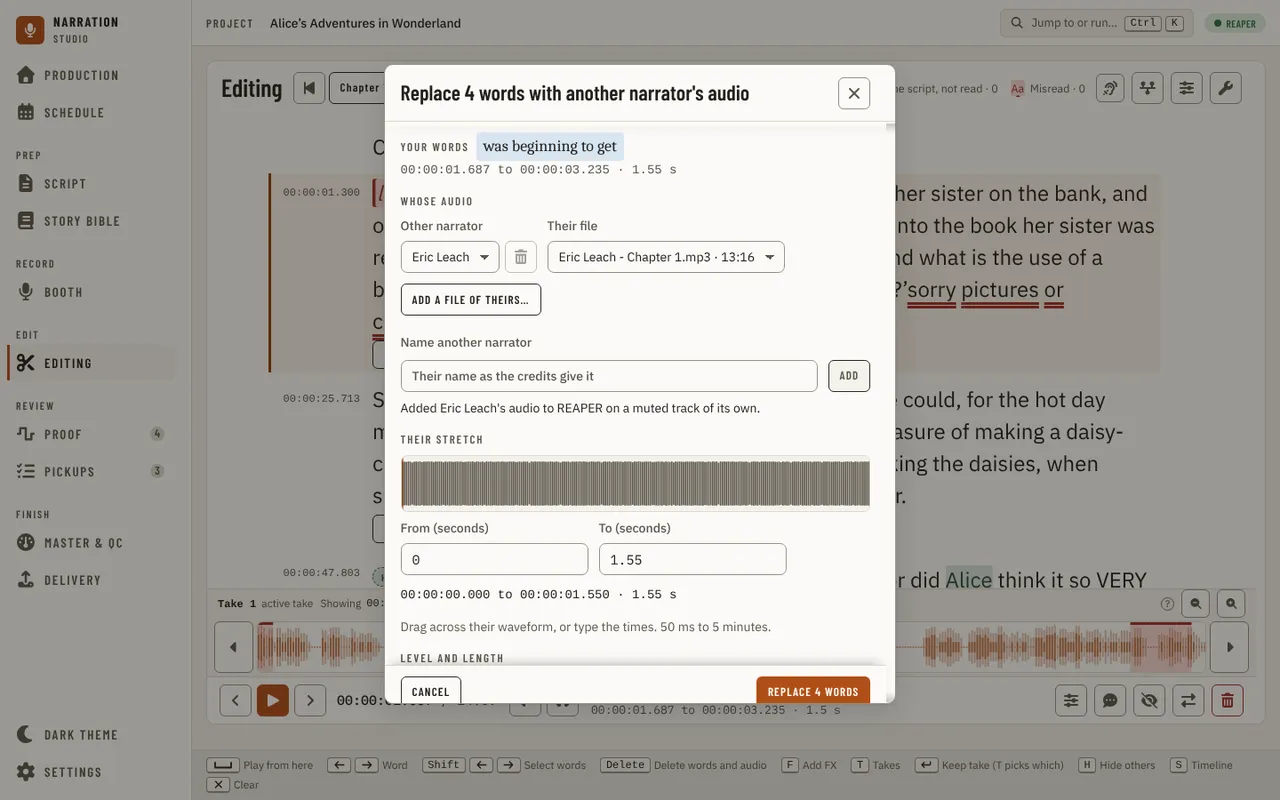 NARRATION
STUDIO
PRODUCTION
SCHEDULE
PREP
SCRIPT
STORY BIBLE
RECORD
BOOTH
EDIT
EDITING
REVIEW
PROOF 4
PICKUPS 3
FINISH
MASTER & QC
DELIVERY
DARK THEME
SETTINGS
PROJECT Alice's Adventures in Wonderland
Jump to or run... Ctrl K
REAPER
Editing
Chapter
script, not read · 0
Aa Misread · 0
Replace 4 words with another narrator's audio
YOUR WORDS was beginning to get
00:00:01.687 to 00:00:03.235 · 1.55 s
WHOSE AUDIO
Other narrator Their file
Eric Leach Eric Leach - Chapter 1.mp3 · 13:16
ADD A FILE OF THEIRS...
Name another narrator
Their name as the credits give it ADD
Added Eric Leach's audio to REAPER on a muted track of its own.
THEIR STRETCH
From (seconds) To (seconds)
0 1.55
00:00:00.000 to 00:00:01.550 · 1.55 s
Drag across their waveform, or type the times. 50 ms to 5 minutes.
LEVEL AND LENGTH
CANCEL REPLACE 4 WORDS
00:00:01.300
her sister on the bank, and
into the book her sister was
what is the use of a
?’sorry pictures or
00:00:25.713
could, for the hot day
of making a daisy-
the daisies, when
00:00:47.803
did Alice think it so VERY
Take 1 active take Showing
00:00:01.687 to 00:00:03.235 · 1.5 s
Play from here ← → Word Shift ← → Select words Delete Delete words and audio F Add FX T Takes ↵ Keep take (T picks which) H Hide others S Timeline
✕ Clear